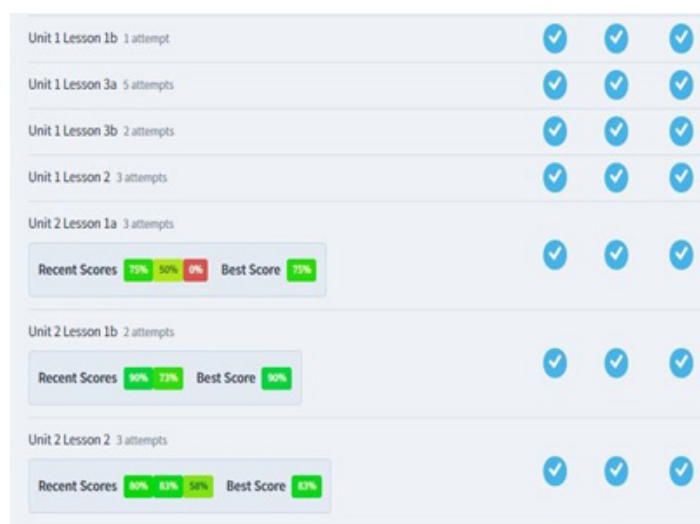 Unit 1 Lesson 1b 1 attempt
Unit 1 Lesson 3a 5 attempts
Unit 1 Lesson 3b 2 attempts
Unit 1 Lesson 2 3 attempts
Unit 2 Lesson 1a 3 attempts
Recent Scores 75% 50% 0% Best Score 75%
Unit 2 Lesson 1b 2 attempts
Recent Scores 90% 73% Best Score 90%
Unit 2 Lesson 2 3 attempts
Recent Scores 80% 83% 58% Best Score 83%